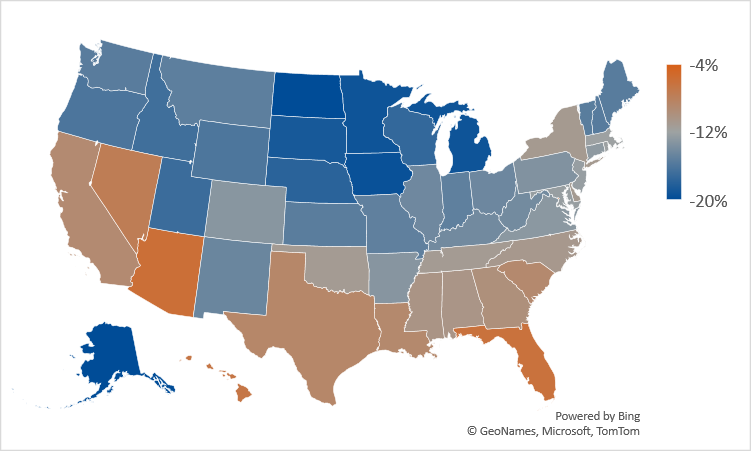 -4%
-12%
-20%
Powered by Bing
© GeoNames, Microsoft, TomTom